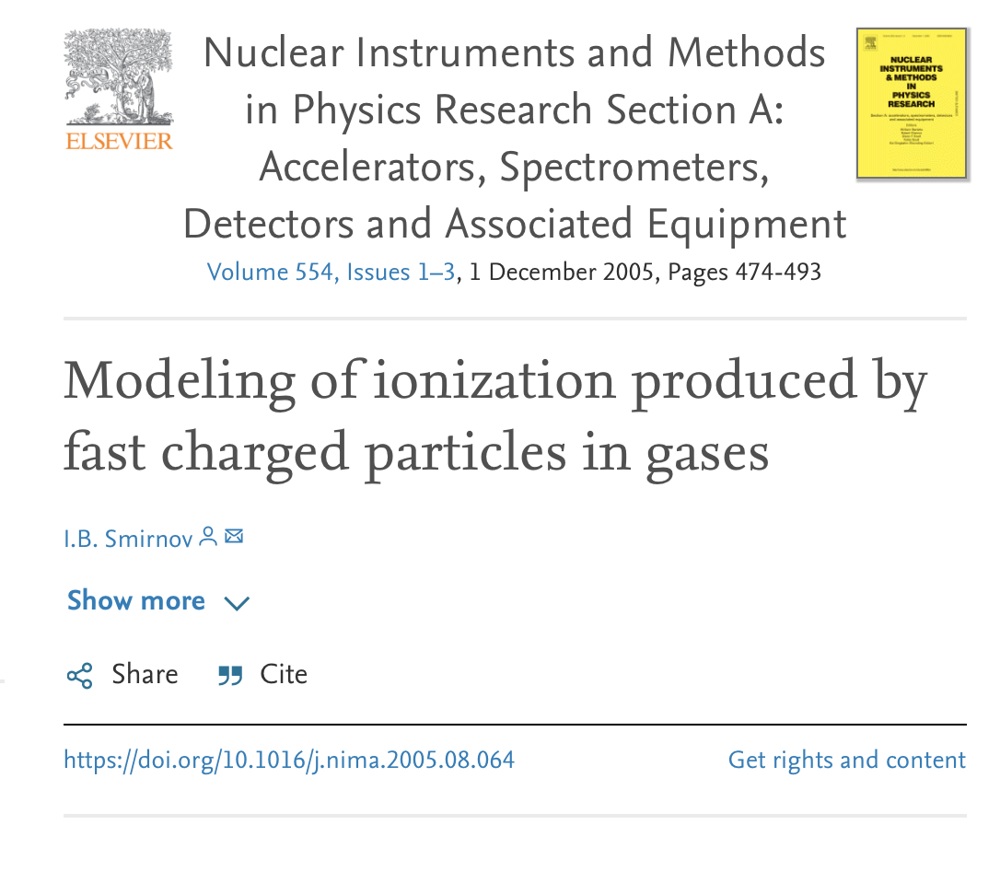 Nuclear Instruments and Methods
in Physics Research Section A:
Accelerators, Spectrometers,
Detectors and Associated Equipment
Volume 554, Issues 1–3, 1 December 2005, Pages 474-493
ELSEVIER
NUCLEAR
INSTRUMENTS
& METHODS
IN
PHYSICS
RESEARCH
Modeling of ionization produced by
fast charged particles in gases
I.B. Smirnov
Show more
Share Cite
https://doi.org/10.1016/j.nima.2005.08.064 Get rights and content